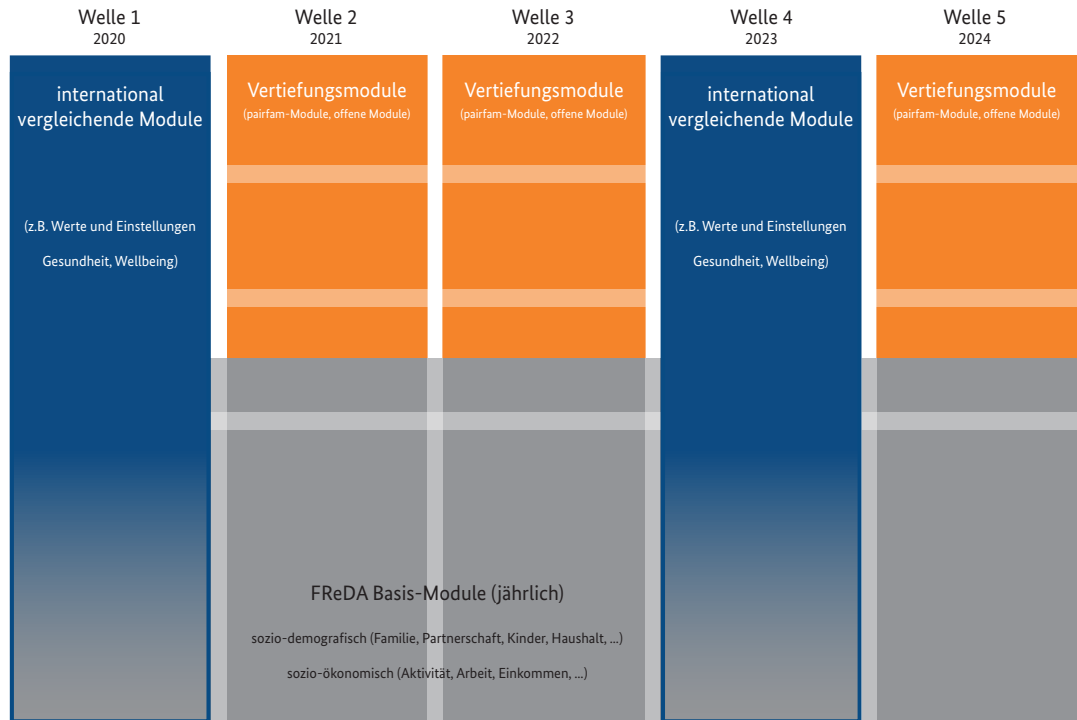 Welle 1
2020
Welle 2
2021
Welle 3
2022
Welle 4
2023
Welle 5
2024
international
vergleichende Module
(z.B. Werte und Einstellungen
Gesundheit, Wellbeing)
Vertiefungsmodule
(pairfam-Module, offene Module)
Vertiefungsmodule
(pairfam-Module, offene Module)
international
vergleichende Module
(z.B. Werte und Einstellungen
Gesundheit, Wellbeing)
Vertiefungsmodule
(pairfam-Module, offene Module)
FReDA Basis-Module (jährlich)
sozio-demografisch (Familie, Partnerschaft, Kinder, Haushalt, ...)
sozio-ökonomisch (Aktivität, Arbeit, Einkommen, ...)